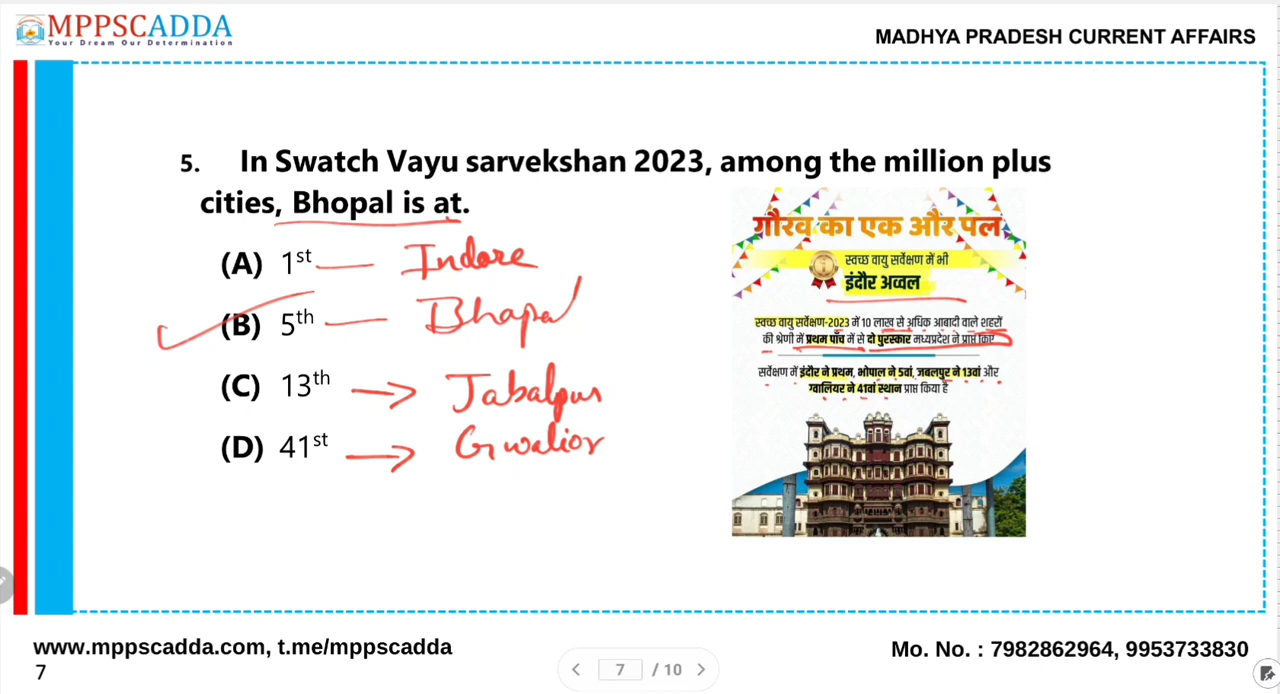 MPPSCADDA
Your Dream Our Determination
MADHYA PRADESH CURRENT AFFAIRS
5. In Swatch Vayu sarvekshan 2023, among the million plus
cities, Bhopal is at.
(A) 1st — Indore
(B) 5th — Bhopal
(C) 13th → Jabalpur
(D) 41st → Gwalior
गौरव का एक और पल
स्वच्छ वायु सर्वेक्षण में भी
इंदौर अव्वल
स्वच्छ वायु सर्वेक्षण-2023 में 10 लाख से अधिक आबादी वाले शहरों
की श्रेणी में प्रथम पाँच में से दो पुरस्कार मध्यप्रदेश ने प्राप्त किए
सर्वेक्षण में इंदौर ने प्रथम, भोपाल ने 5वां, जबलपुर ने 13वां और
ग्वालियर ने 41वां स्थान प्राप्त किया है
www.mppscadda.com, t.me/mppscadda
Mo. No. : 7982862964, 9953733830
7
7 / 10